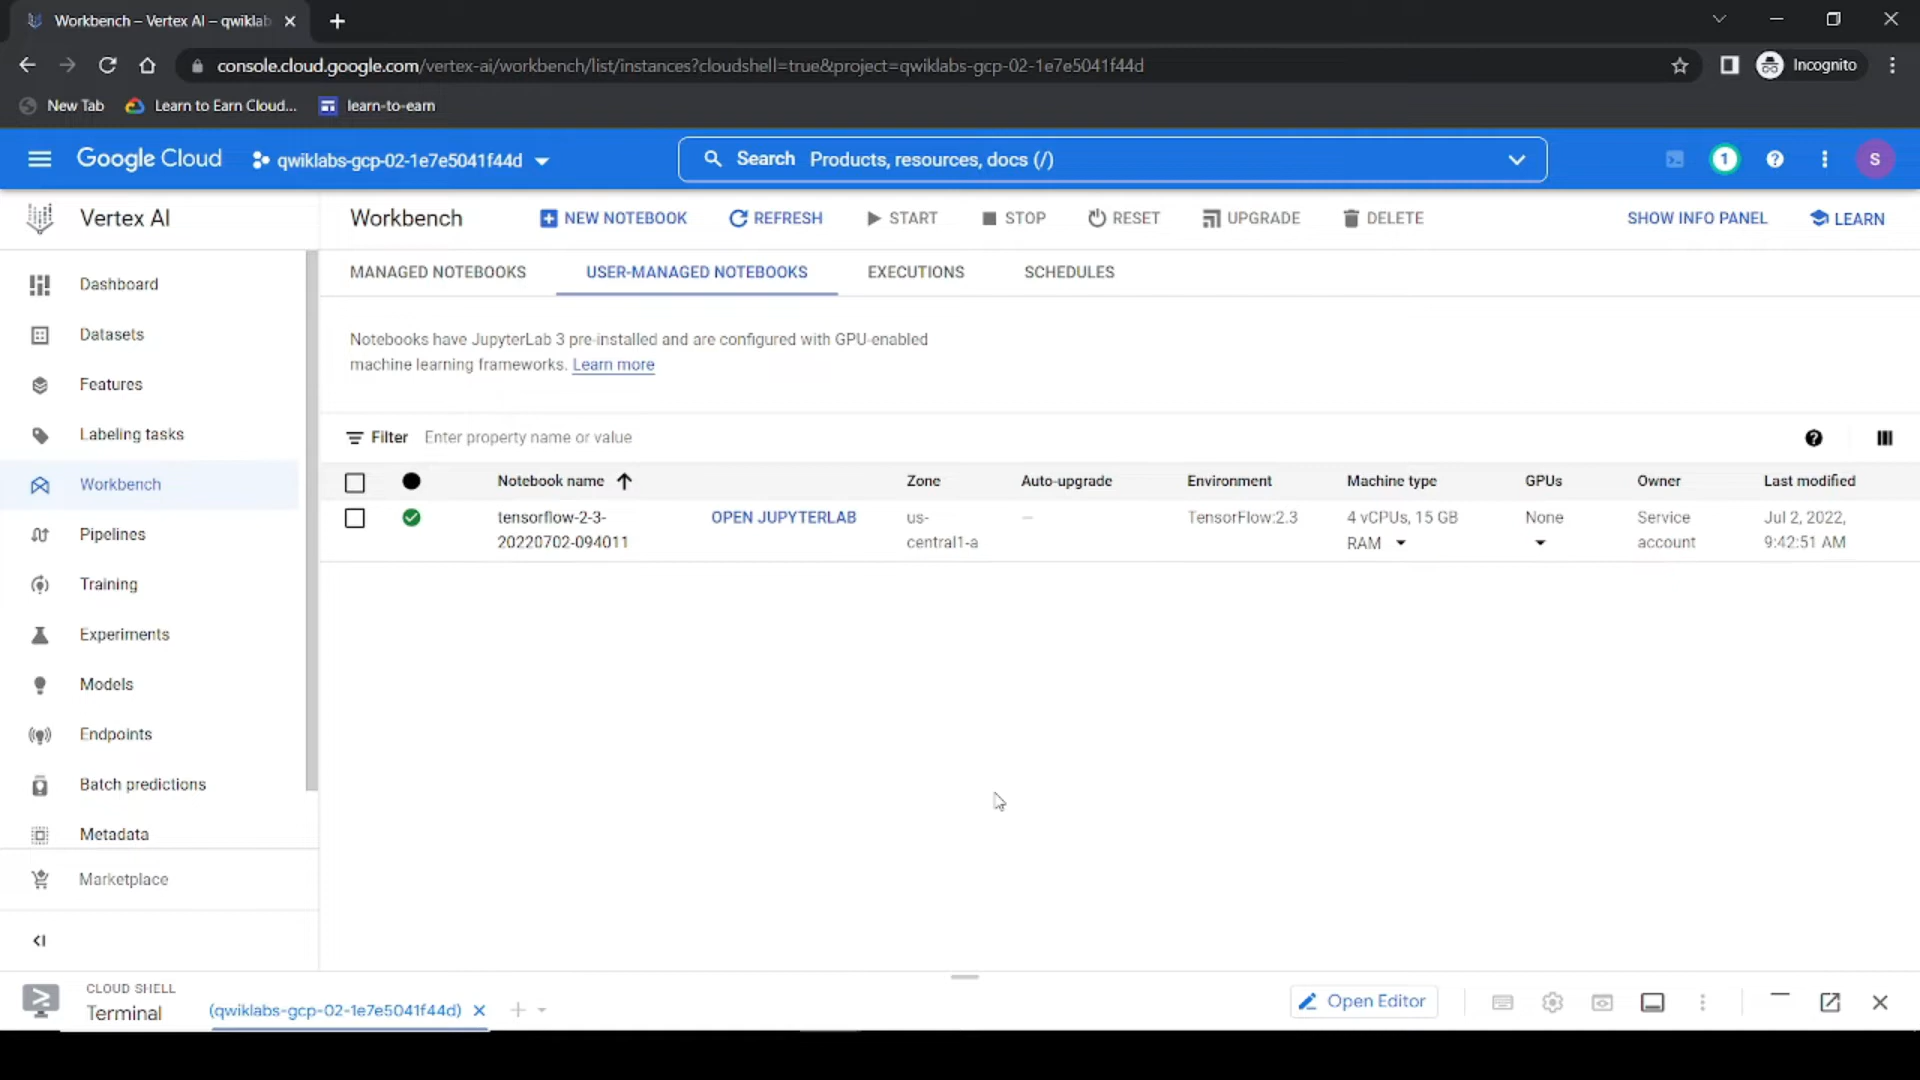 Workbench – Vertex AI – qwiklab
console.cloud.google.com/vertex-ai/workbench/list/instances?cloudshell=true&project=qwiklabs-gcp-02-1e7e5041f44d
Incognito
New Tab
Learn to Earn Cloud...
learn-to-earn
Google Cloud
qwiklabs-gcp-02-1e7e5041f44d
Search Products, resources, docs (/)
1
S
Vertex AI
Workbench
NEW NOTEBOOK
REFRESH
START
STOP
RESET
UPGRADE
DELETE
SHOW INFO PANEL
LEARN
MANAGED NOTEBOOKS
USER-MANAGED NOTEBOOKS
EXECUTIONS
SCHEDULES
Dashboard
Datasets
Features
Labeling tasks
Workbench
Pipelines
Training
Experiments
Models
Endpoints
Batch predictions
Metadata
Marketplace
Notebooks have JupyterLab 3 pre-installed and are configured with GPU-enabled
machine learning frameworks. Learn more
Filter Enter property name or value
Notebook name
Zone
Auto-upgrade
Environment
Machine type
GPUs
Owner
Last modified
tensorflow-2-3-
20220702-094011
OPEN JUPYTERLAB
us-
central1-a
–
TensorFlow:2.3
4 vCPUs, 15 GB
RAM
None
Service
account
Jul 2, 2022,
9:42:51 AM
CLOUD SHELL
Terminal
(qwiklabs-gcp-02-1e7e5041f44d)
Open Editor